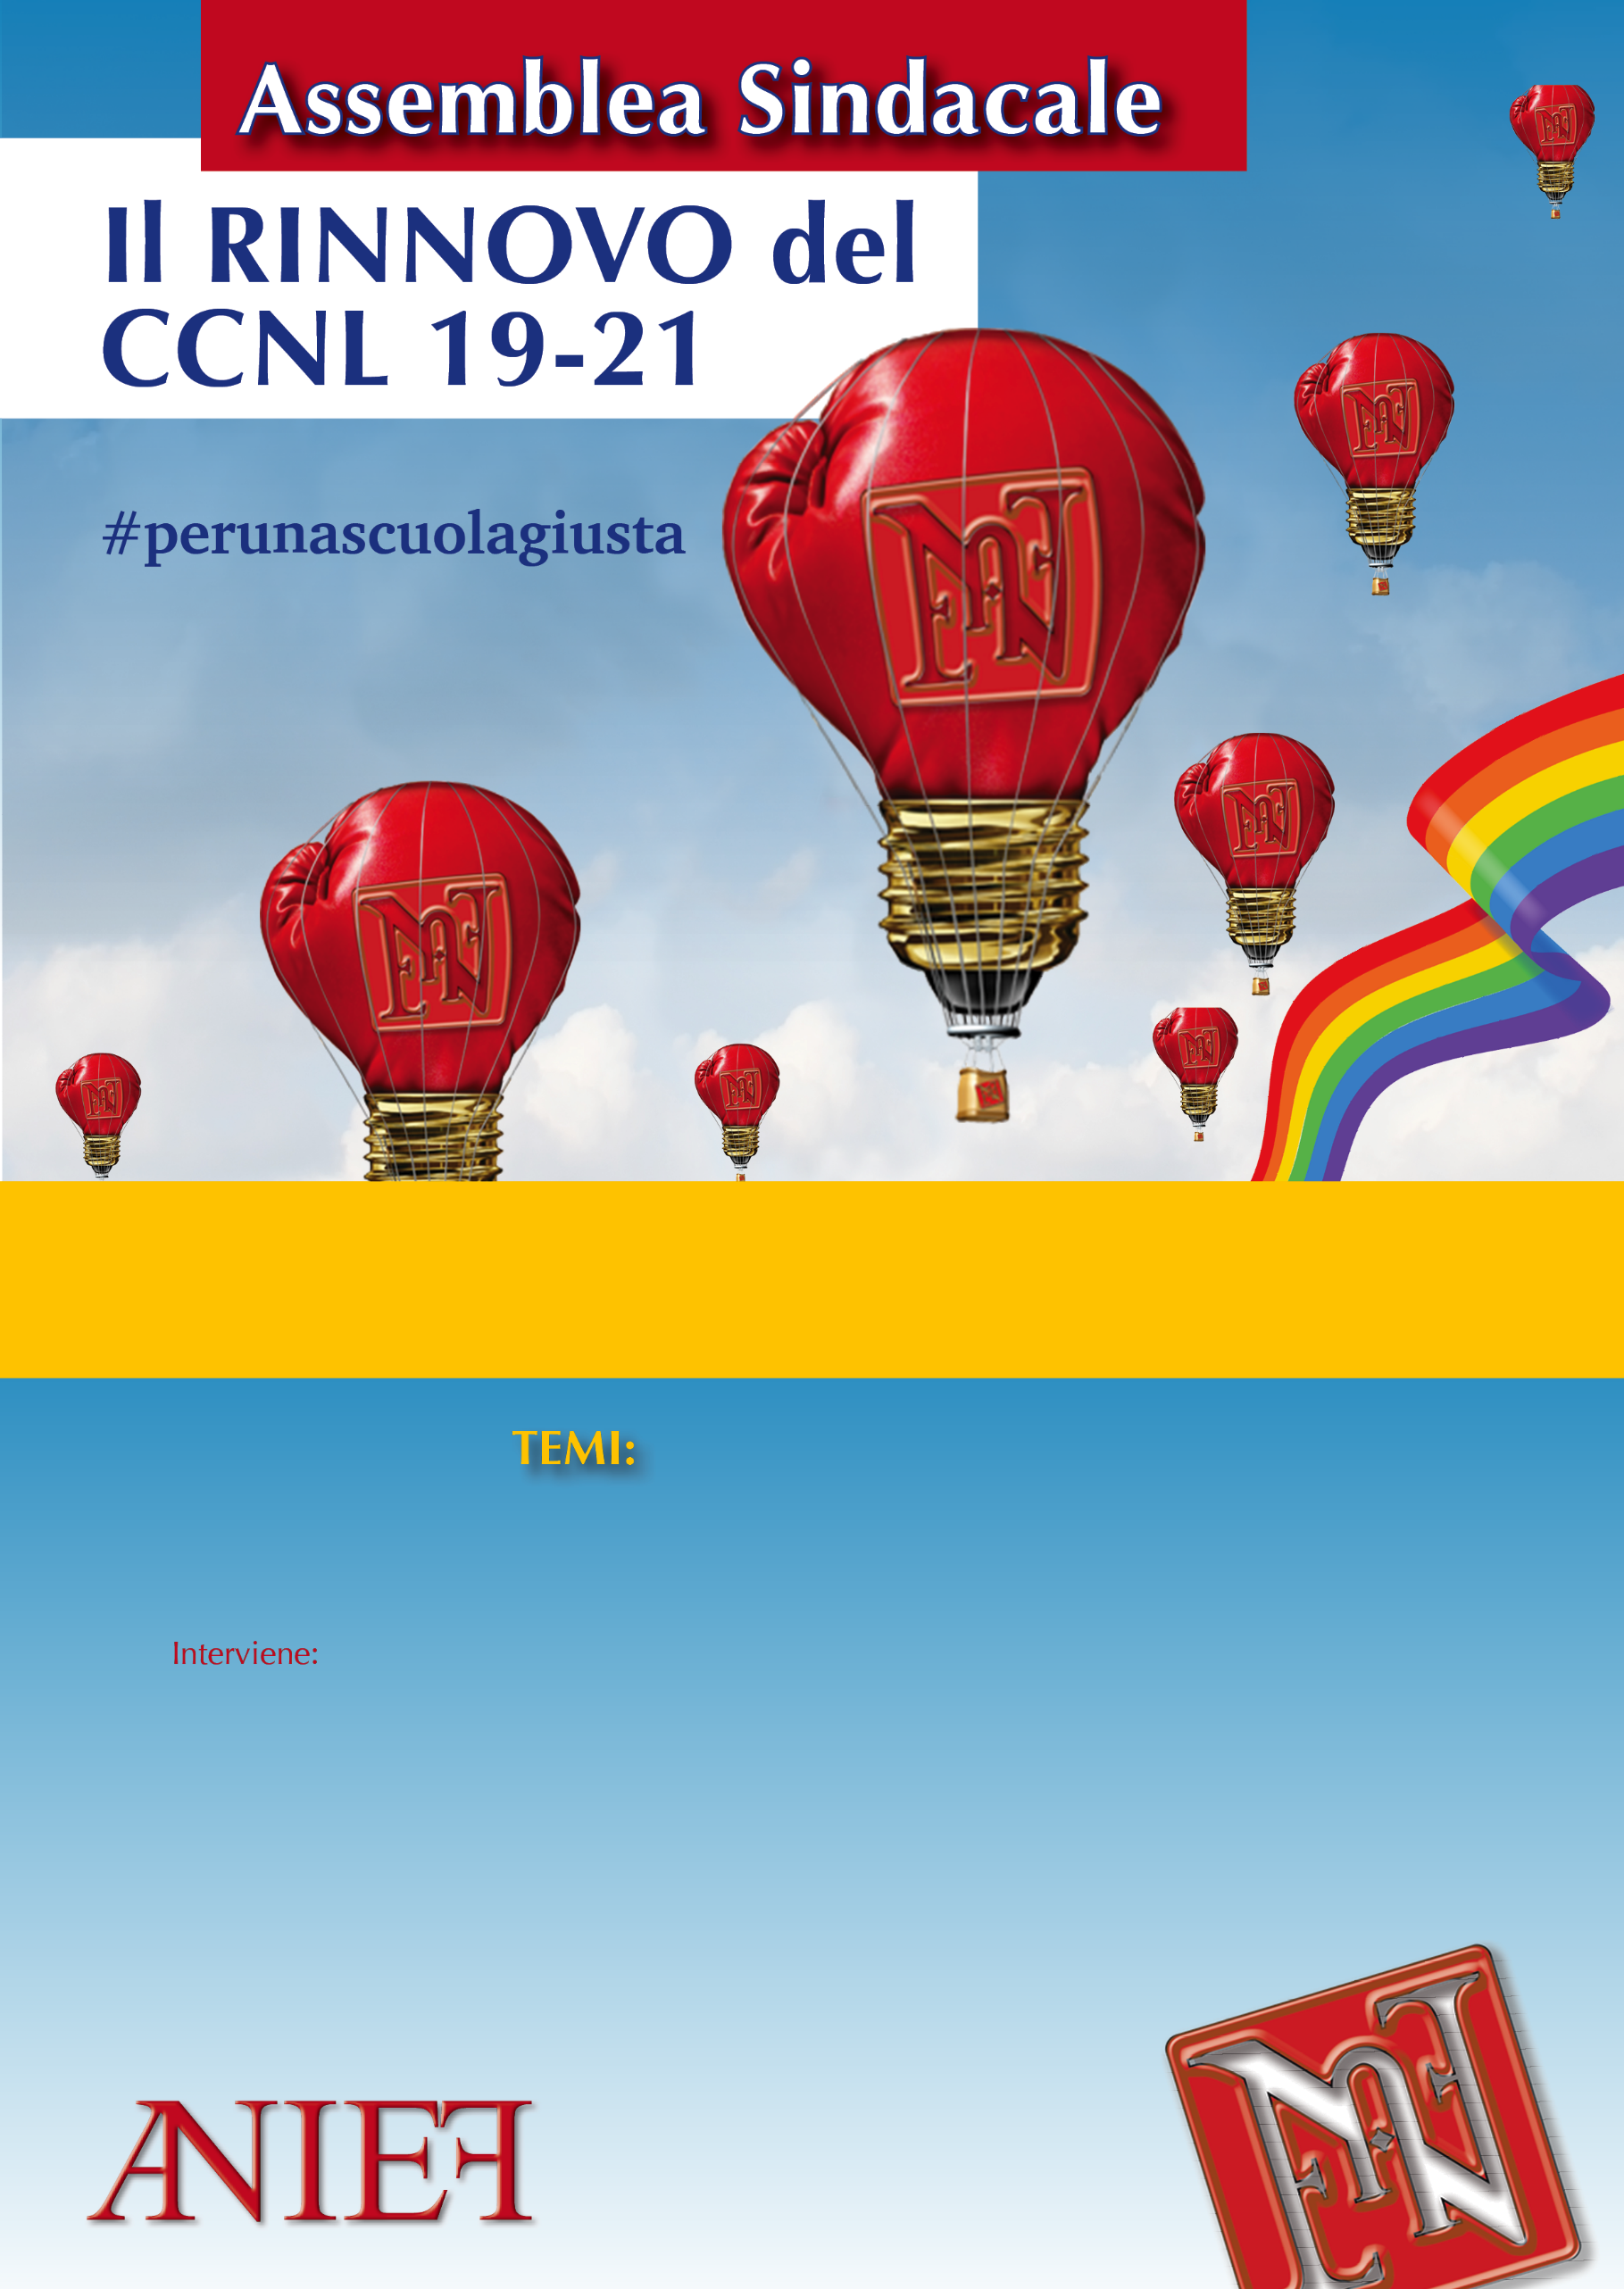 Assemblea Sindacale
Il RINNOVO del
CCNL 19-21
#perunascuolagiusta
TEMI:
Interviene:
ANIEF